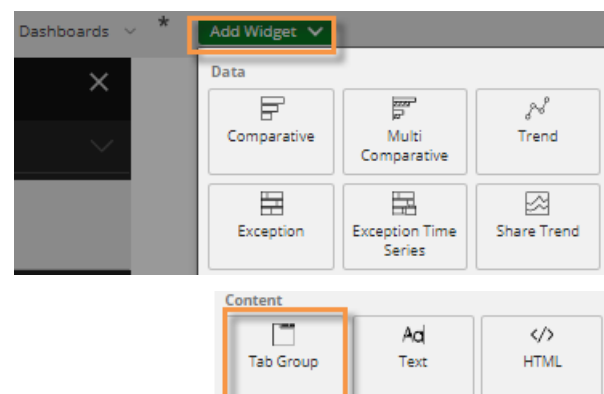 Dashboards * Add Widget
Data
Comparative Multi Comparative Trend
Exception Exception Time Series Share Trend
Content
Tab Group Ad Text </> HTML